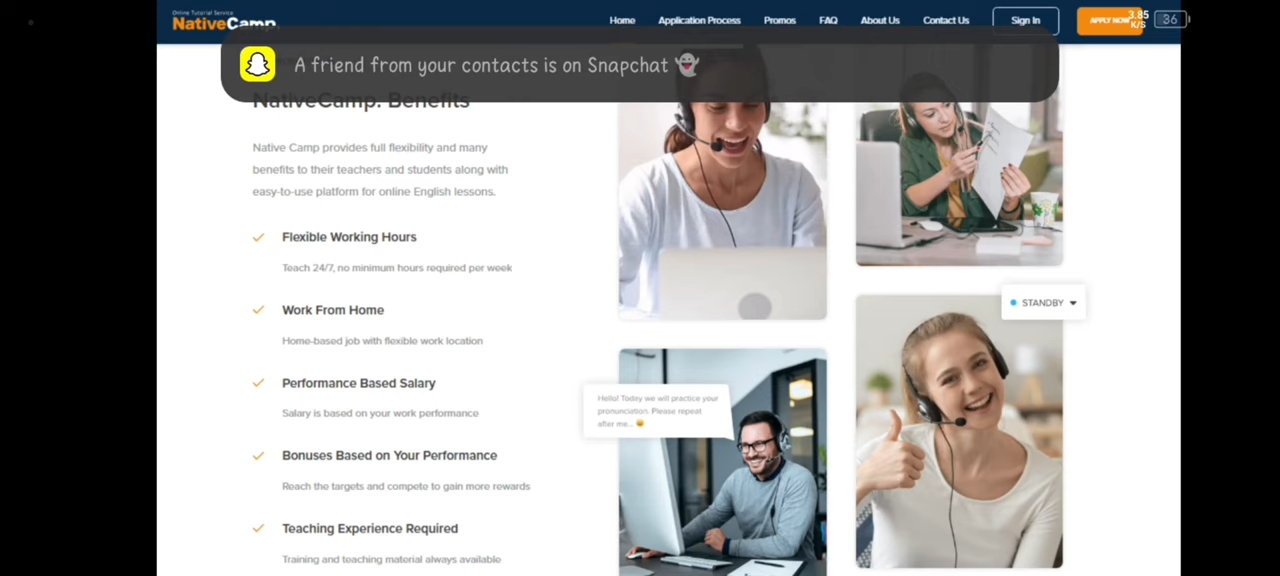 Online Tutorial Service
NativeCamp.
Home Application Process Promos FAQ About Us Contact Us Sign In APPLY NOW
3.85
K/S
36
A friend from your contacts is on Snapchat 👻
NativeCamp. Benefits
Native Camp provides full flexibility and many
benefits to their teachers and students along with
easy-to-use platform for online English lessons.
Flexible Working Hours
Teach 24/7, no minimum hours required per week
Work From Home
Home-based job with flexible work location
Performance Based Salary
Salary is based on your work performance
Bonuses Based on Your Performance
Reach the targets and compete to gain more rewards
Teaching Experience Required
Training and teaching material always available
STANDBY
Hello! Today we will practice your
pronunciation. Please repeat
after me... 😀